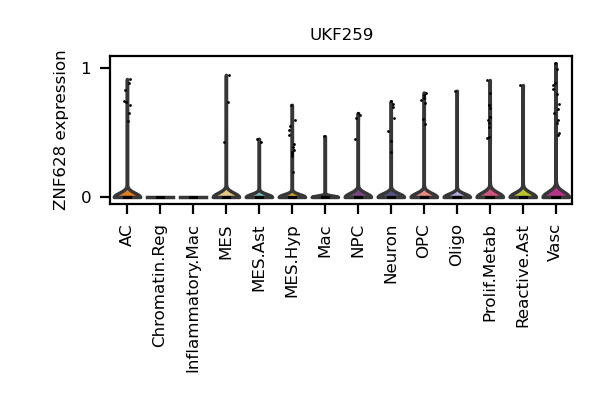 UKF259
ZNF628 expression
1
0
AC
Chromatin.Reg
Inflammatory.Mac
MES
MES.Ast
MES.Hyp
Mac
NPC
Neuron
OPC
Oligo
Prolif.Metab
Reactive.Ast
Vasc